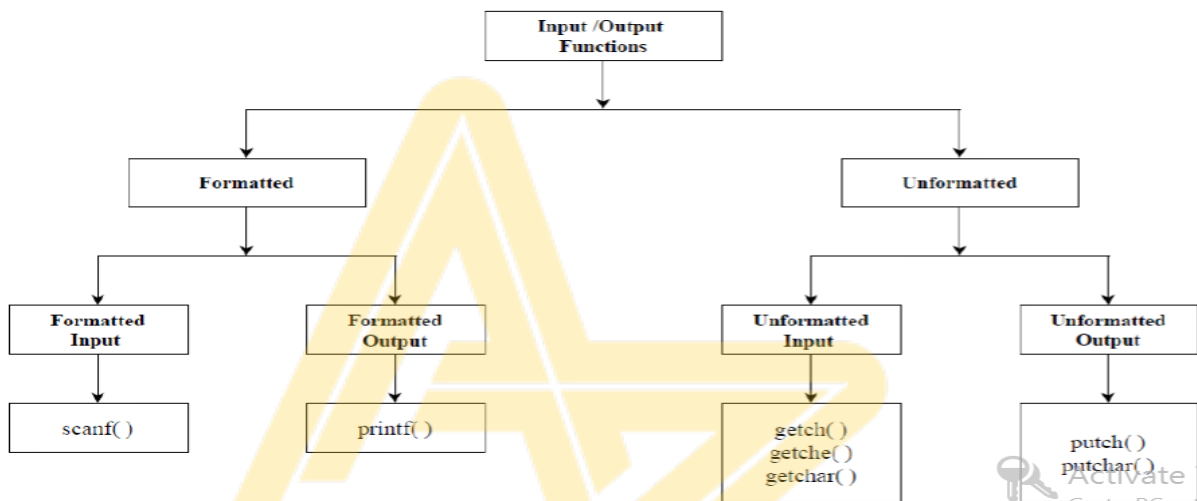 Input /Output
Functions
Formatted
Unformatted
Formatted
Input
Formatted
Output
Unformatted
Input
Unformatted
Output
scanf( )
printf( )
getch( )
getche( )
getchar( )
putch( )
putchar( )
Activate